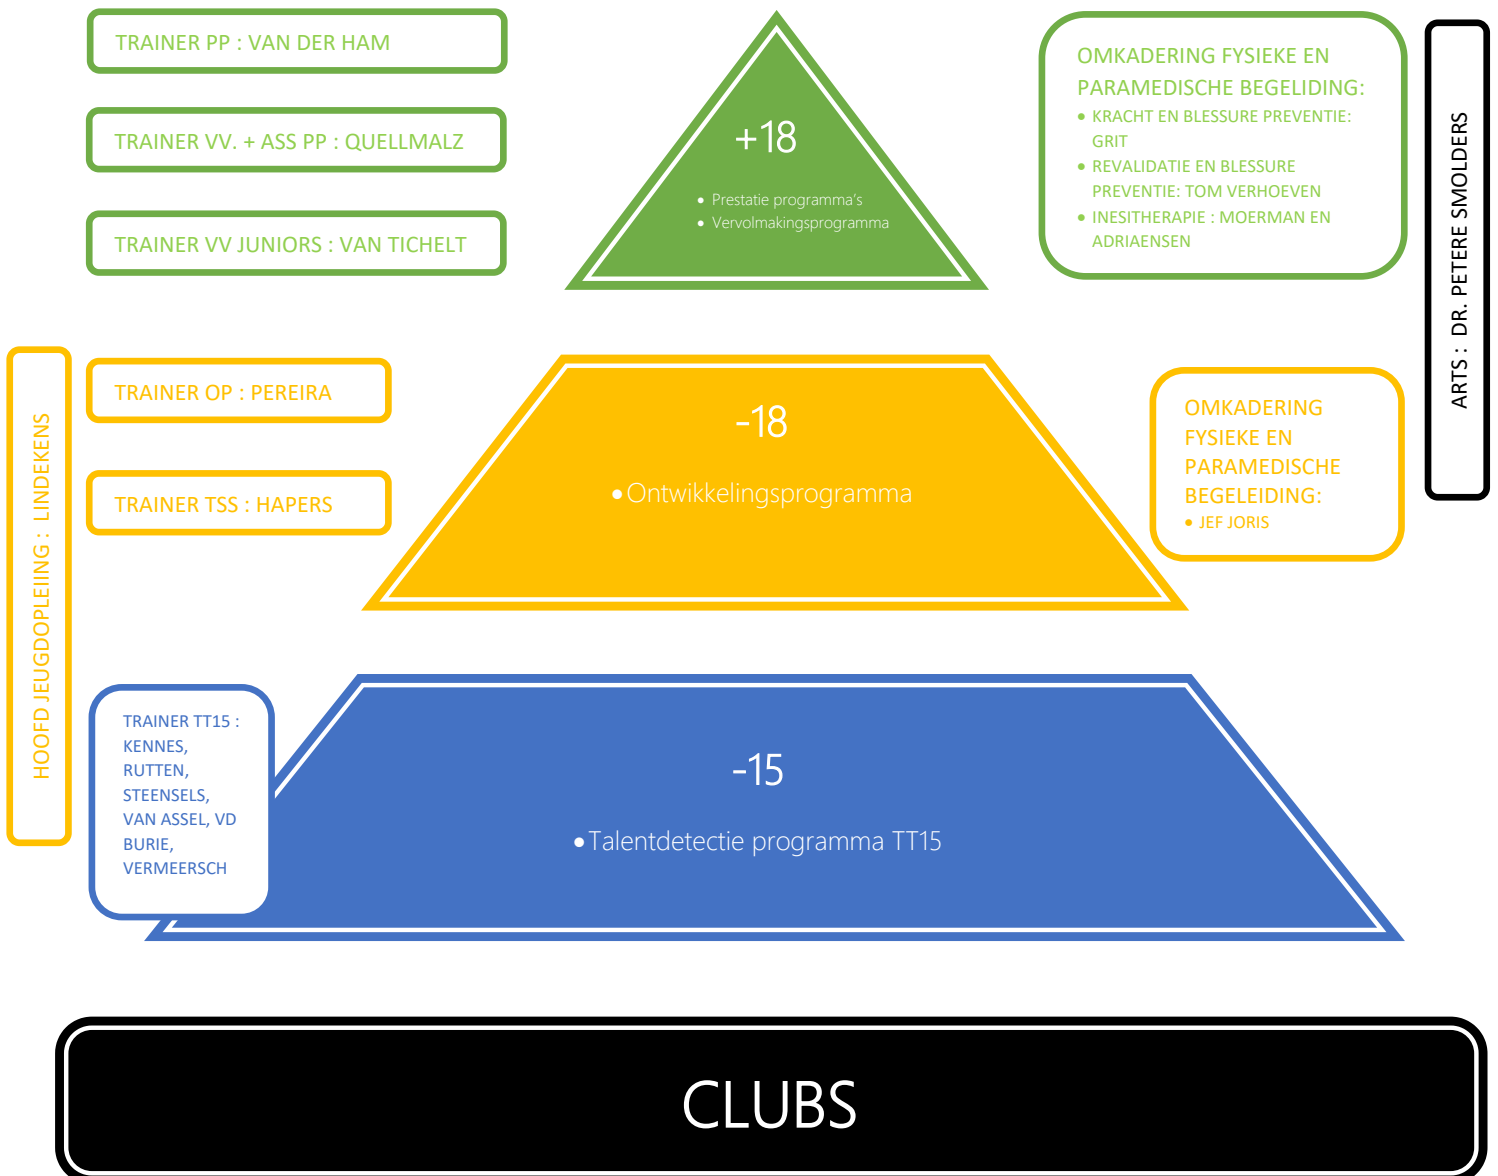 TRAINER PP : VAN DER HAM
TRAINER VV. + ASS PP : QUELLMALZ
TRAINER VV JUNIORS : VAN TICHELT
+18
• Prestatie programma's
• Vervolmakingsprogramma
OMKADERING FYSIEKE EN
PARAMEDISCHE BEGELIDING:
• KRACHT EN BLESSURE PREVENTIE:
GRIT
• REVALIDATIE EN BLESSURE
PREVENTIE: TOM VERHOEVEN
• INESITHERAPIE : MOERMAN EN
ADRIAENSEN
ARTS : DR. PETERE SMOLDERS
HOOFD JEUGDOPLEIING : LINDEKENS
TRAINER OP : PEREIRA
TRAINER TSS : HAPERS
-18
• Ontwikkelingsprogramma
OMKADERING
FYSIEKE EN
PARAMEDISCHE
BEGELEIDING:
• JEF JORIS
TRAINER TT15 :
KENNES,
RUTTEN,
STEENSELS,
VAN ASSEL, VD
BURIE,
VERMEERSCH
-15
• Talentdetectie programma TT15
CLUBS